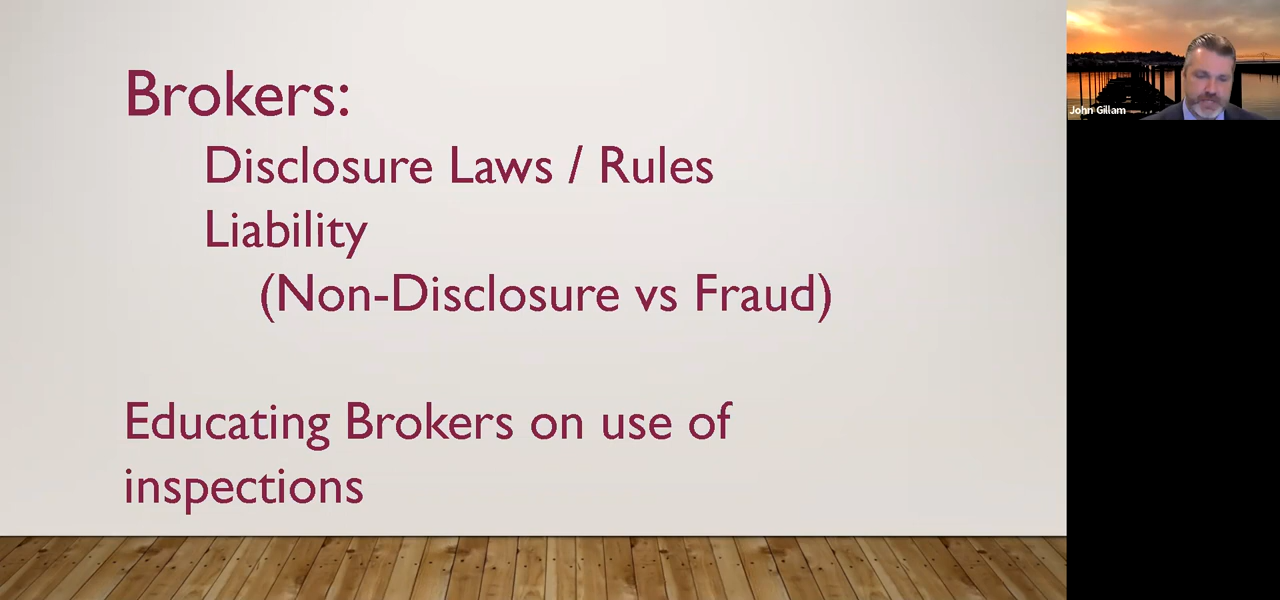 Brokers:
Disclosure Laws / Rules
Liability
(Non-Disclosure vs Fraud)
Educating Brokers on use of
inspections
John Gillam